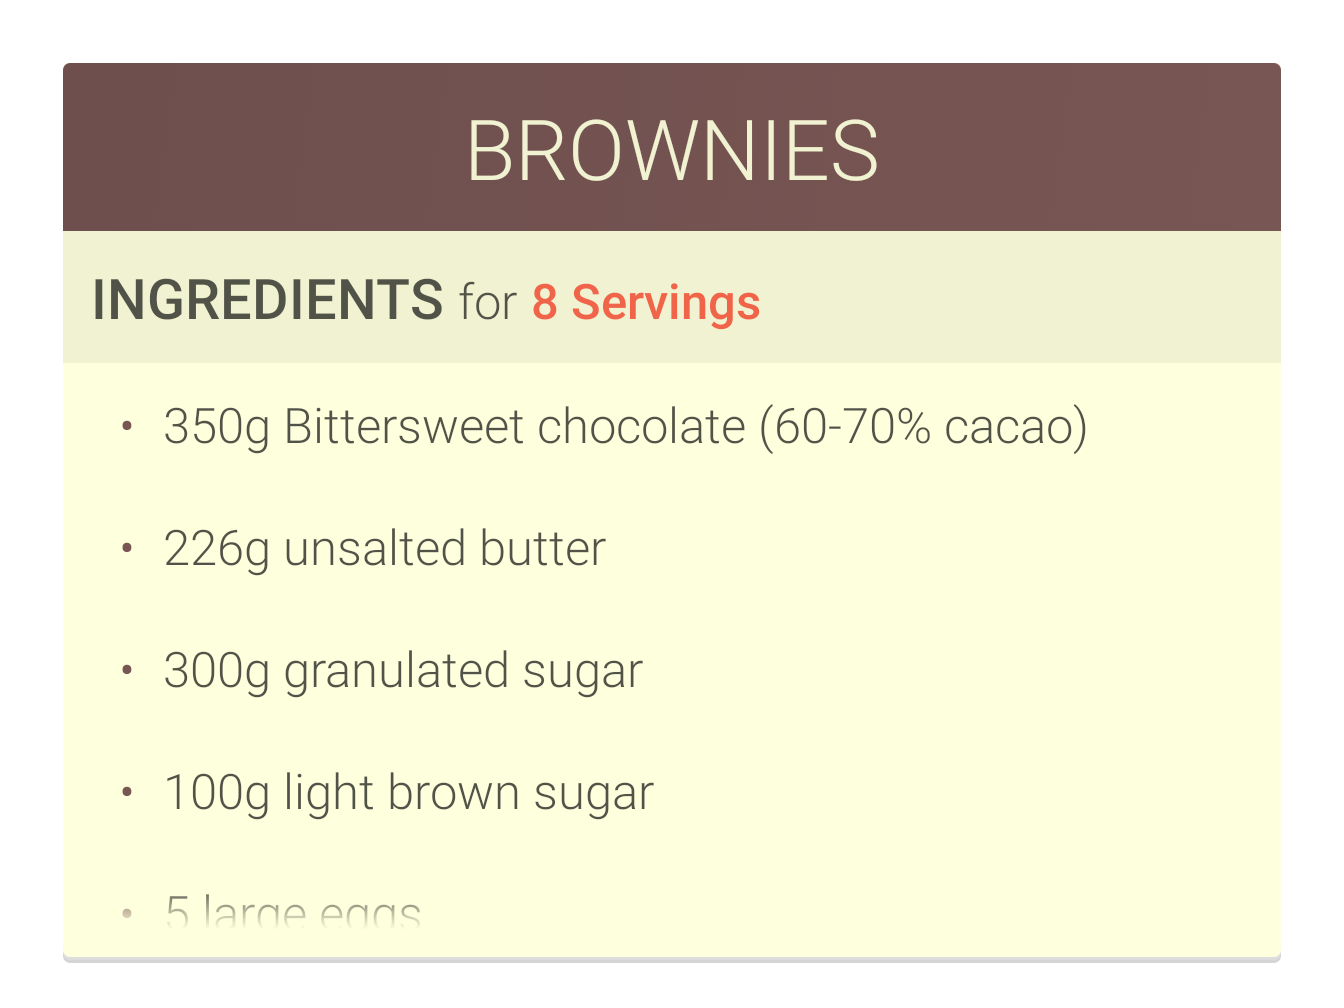 BROWNIES
INGREDIENTS for 8 Servings
• 350g Bittersweet chocolate (60-70% cacao)
• 226g unsalted butter
• 300g granulated sugar
• 100g light brown sugar
• 5 large eggs